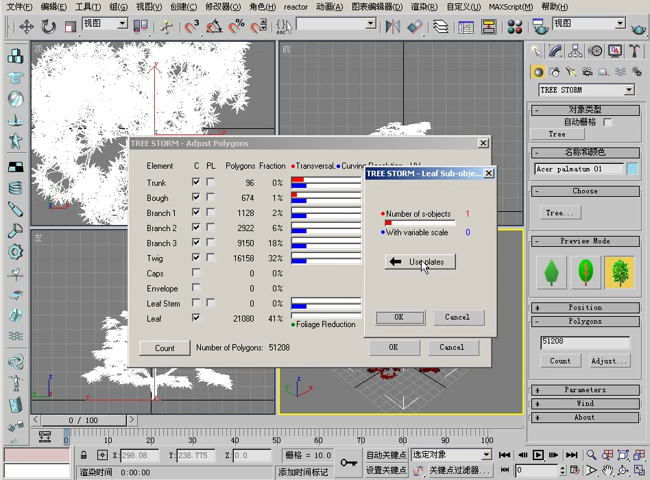 文件(F) 编辑(E) 工具(T) 组(G) 视图(V) 创建(C) 修改器(O) 角色(H) reactor 动画(A) 图表编辑器(D) 渲染(R) 自定义(U) MAXScript(M) 帮助(H)
视图 视图
TREE STORM
对象类型
自动栅格
Tree
名称和颜色
Acer palmatum 01
Choose
Tree...
Preview Mode
Position
Polygons
51208
Count Adjust...
Parameters
Wind
About
TREE STORM - Adjust Polygons
Element C PL Polygons Fraction Transversal,
Trunk 96 0%
Bough 674 1%
Branch 1 1128 2%
Branch 2 2922 6%
Branch 3 9150 18%
Twig 16158 32%
Caps 0 0%
Envelope 0 0%
Leaf Stem 0 0%
Leaf 21080 41%
Foliage Reduction
Count Number of Polygons: 51208 OK Cancel
TREE STORM - Leaf Sub-obje...
Number of s-objects 1
With variable scale 0
Use plates
OK Cancel
左
0 / 100
0 10 20 30 40 50 60 70 80 90 100
X: 298.08 Y: 238.775 Z: 0.0 栅格 = 10.0 自动关键点 选定对象
渲染时间 0:00:00 添加时间标记 设置关键点 关键点过滤器... 0